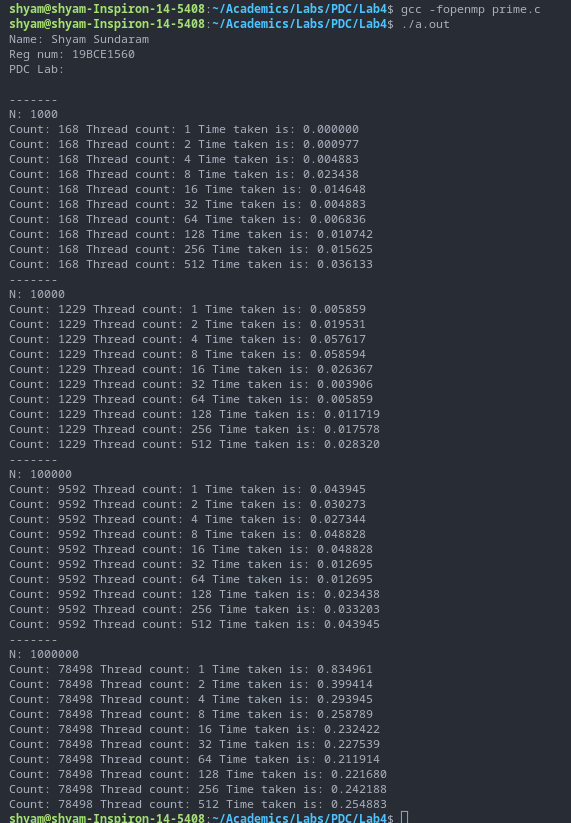 shyam@shyam-Inspiron-14-5408:~/Academics/Labs/PDC/Lab4$ gcc -fopenmp prime.c
shyam@shyam-Inspiron-14-5408:~/Academics/Labs/PDC/Lab4$ ./a.out
Name: Shyam Sundaram
Reg num: 19BCE1560
PDC Lab:

-------
N: 1000
Count: 168 Thread count: 1 Time taken is: 0.000000
Count: 168 Thread count: 2 Time taken is: 0.000977
Count: 168 Thread count: 4 Time taken is: 0.004883
Count: 168 Thread count: 8 Time taken is: 0.023438
Count: 168 Thread count: 16 Time taken is: 0.014648
Count: 168 Thread count: 32 Time taken is: 0.004883
Count: 168 Thread count: 64 Time taken is: 0.006836
Count: 168 Thread count: 128 Time taken is: 0.010742
Count: 168 Thread count: 256 Time taken is: 0.015625
Count: 168 Thread count: 512 Time taken is: 0.036133
-------
N: 10000
Count: 1229 Thread count: 1 Time taken is: 0.005859
Count: 1229 Thread count: 2 Time taken is: 0.019531
Count: 1229 Thread count: 4 Time taken is: 0.057617
Count: 1229 Thread count: 8 Time taken is: 0.058594
Count: 1229 Thread count: 16 Time taken is: 0.026367
Count: 1229 Thread count: 32 Time taken is: 0.003906
Count: 1229 Thread count: 64 Time taken is: 0.005859
Count: 1229 Thread count: 128 Time taken is: 0.011719
Count: 1229 Thread count: 256 Time taken is: 0.017578
Count: 1229 Thread count: 512 Time taken is: 0.028320
-------
N: 100000
Count: 9592 Thread count: 1 Time taken is: 0.043945
Count: 9592 Thread count: 2 Time taken is: 0.030273
Count: 9592 Thread count: 4 Time taken is: 0.027344
Count: 9592 Thread count: 8 Time taken is: 0.048828
Count: 9592 Thread count: 16 Time taken is: 0.048828
Count: 9592 Thread count: 32 Time taken is: 0.012695
Count: 9592 Thread count: 64 Time taken is: 0.012695
Count: 9592 Thread count: 128 Time taken is: 0.023438
Count: 9592 Thread count: 256 Time taken is: 0.033203
Count: 9592 Thread count: 512 Time taken is: 0.043945
-------
N: 1000000
Count: 78498 Thread count: 1 Time taken is: 0.834961
Count: 78498 Thread count: 2 Time taken is: 0.399414
Count: 78498 Thread count: 4 Time taken is: 0.293945
Count: 78498 Thread count: 8 Time taken is: 0.258789
Count: 78498 Thread count: 16 Time taken is: 0.232422
Count: 78498 Thread count: 32 Time taken is: 0.227539
Count: 78498 Thread count: 64 Time taken is: 0.211914
Count: 78498 Thread count: 128 Time taken is: 0.221680
Count: 78498 Thread count: 256 Time taken is: 0.242188
Count: 78498 Thread count: 512 Time taken is: 0.254883
shyam@shyam-Inspiron-14-5408:~/Academics/Labs/PDC/Lab4$